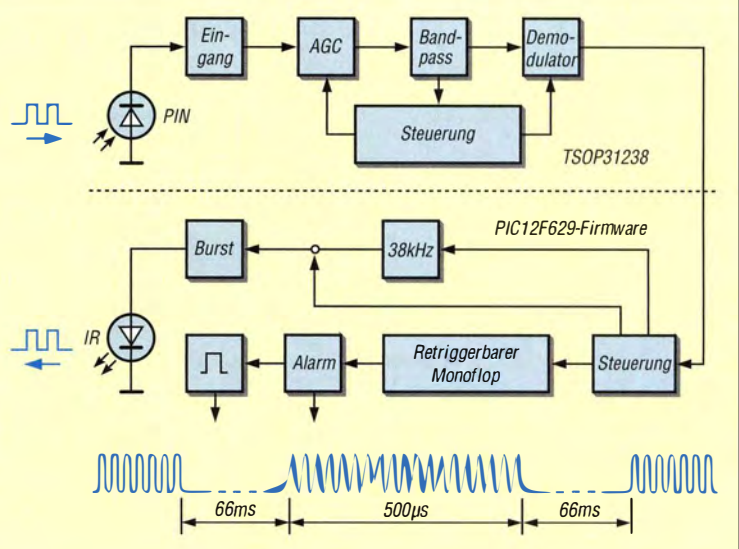 Ein-
gang
AGC
Band-
pass
Demo-
dulator
PIN
Steuerung
TSOP31238
PIC12F629-Firmware
Burst
38kHz
IR
Alarm
Retriggerbarer
Monoflop
Steuerung
66ms
500µs
66ms